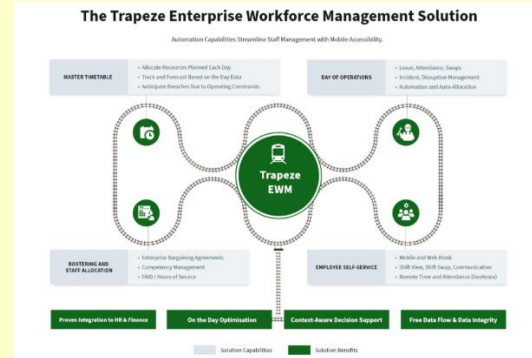 The Trapeze Enterprise Workforce Management Solution
Automation Capabilities Streamline Staff Management with Mobile Accessibility.
MASTER TIMETABLE
• Allocate Resources Planned Each Day
• Track and Forecast Based on the Day Data
• Anticipate Breaches Due to Operating Constraints
DAY OF OPERATIONS
• Leave, Attendance, Swaps
• Incident, Disruption Management
• Automation and Auto-Allocation
Trapeze
EWM
ROSTERING AND
STAFF ALLOCATION
• Enterprise Bargaining Agreements
• Competency Management
• FAID / Hours of Service
EMPLOYEE SELF-SERVICE
• Mobile and Web Kiosk
• Shift View, Shift Swap, Communication
• Remote Time and Attendance (Geofence)
Proven Integration to HR & Finance
On the Day Optimisation
Context-Aware Decision Support
Free Data Flow & Data Integrity
Solution Capabilities
Solution Benefits